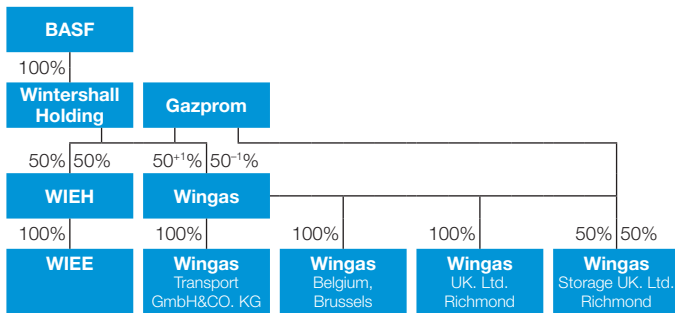 BASF
100%
Wintershall
Holding
Gazprom
50% 50%
50⁺¹% 50⁻¹%
WIEH
Wingas
100%
100%
100%
100%
50% 50%
WIEE
Wingas
Transport
GmbH&CO. KG
Wingas
Belgium,
Brussels
Wingas
UK. Ltd.
Richmond
Wingas
Storage UK. Ltd.
Richmond